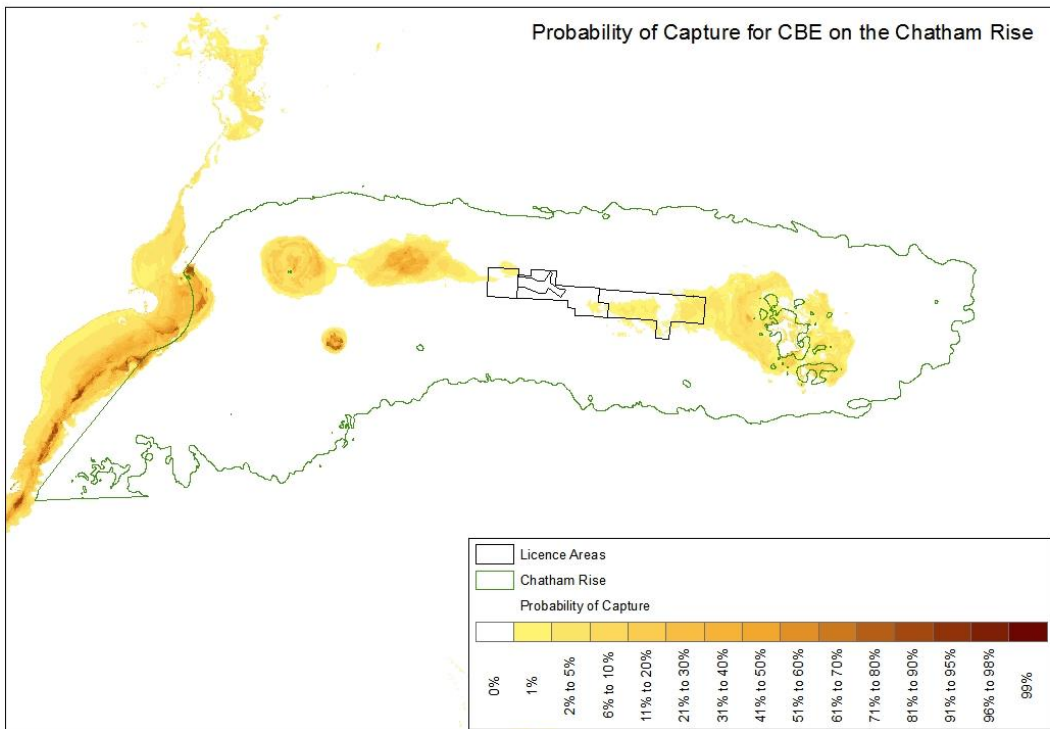 Probability of Capture for CBE on the Chatham Rise
Licence Areas
Chatham Rise
Probability of Capture
0%
1%
2% to 5%
6% to 10%
11% to 20%
21% to 30%
31% to 40%
41% to 50%
51% to 60%
61% to 70%
71% to 80%
81% to 90%
91% to 95%
96% to 98%
99%